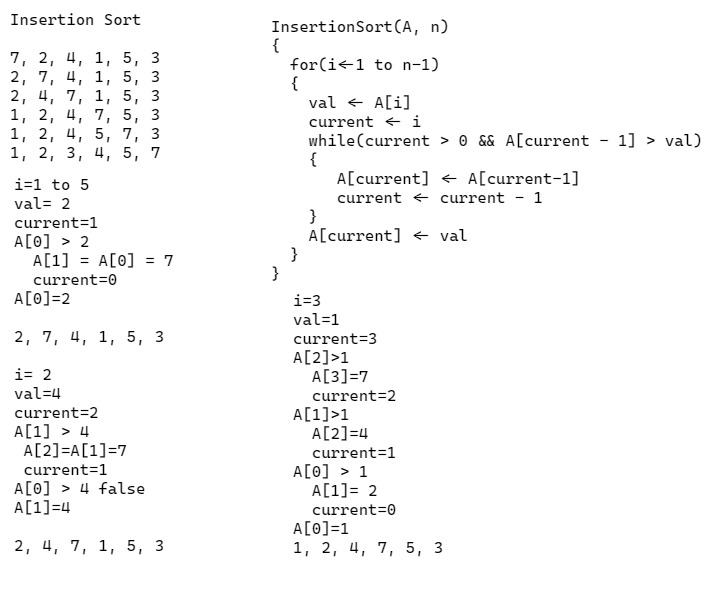 Insertion Sort

7, 2, 4, 1, 5, 3
2, 7, 4, 1, 5, 3
2, 4, 7, 1, 5, 3
1, 2, 4, 7, 5, 3
1, 2, 4, 5, 7, 3
1, 2, 3, 4, 5, 7
i=1 to 5
val= 2
current=1
A[0] > 2
  A[1] = A[0] = 7
  current=0
A[0]=2

2, 7, 4, 1, 5, 3

i= 2
val=4
current=2
A[1] > 4
 A[2]=A[1]=7
 current=1
A[0] > 4 false
A[1]=4

2, 4, 7, 1, 5, 3

InsertionSort(A, n)
{
  for(i←1 to n-1)
  {
    val ← A[i]
    current ← i
    while(current > 0 && A[current - 1] > val)
    {
       A[current] ← A[current-1]
       current ← current - 1
    }
    A[current] ← val
  }
}
i=3
val=1
current=3
A[2]>1
  A[3]=7
  current=2
A[1]>1
  A[2]=4
  current=1
A[0] > 1
  A[1]= 2
  current=0
A[0]=1
1, 2, 4, 7, 5, 3